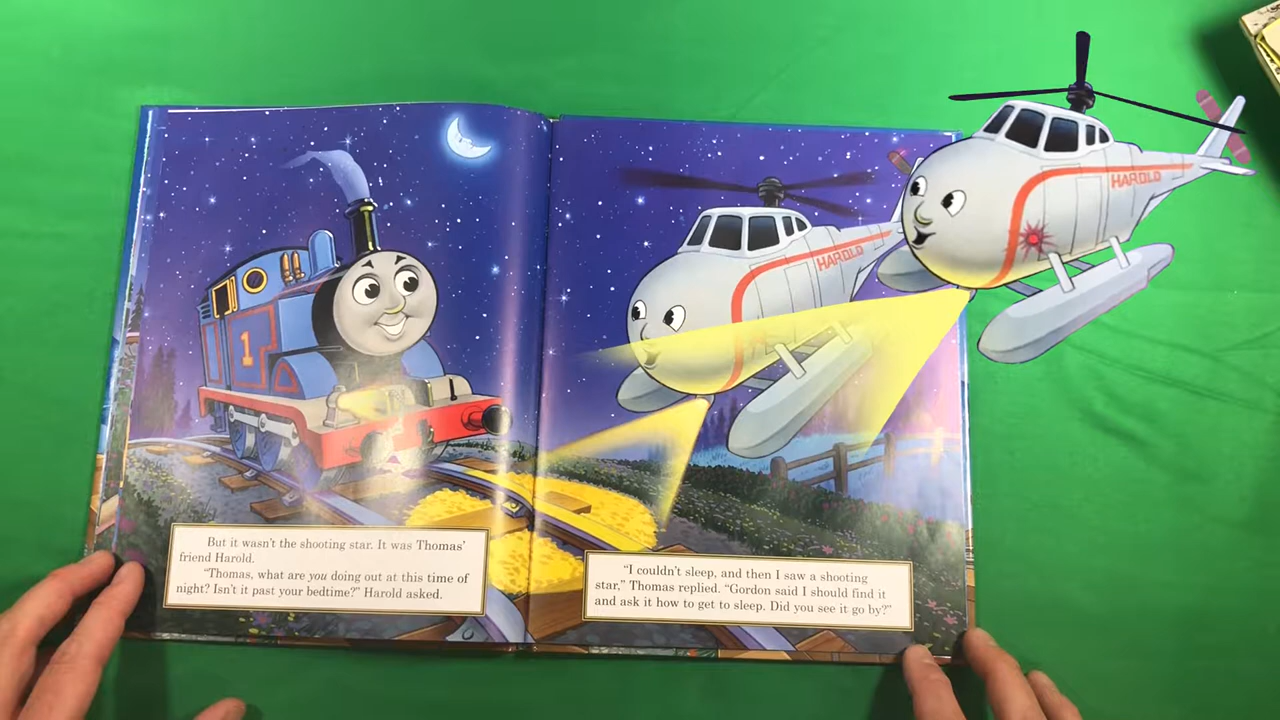 1
HAROLD
HAROLD
But it wasn't the shooting star. It was Thomas'
friend Harold.
"Thomas, what are you doing out at this time of
night? Isn't it past your bedtime?" Harold asked.
"I couldn't sleep, and then I saw a shooting
star," Thomas replied. "Gordon said I should find it
and ask it how to get to sleep. Did you see it go by?"